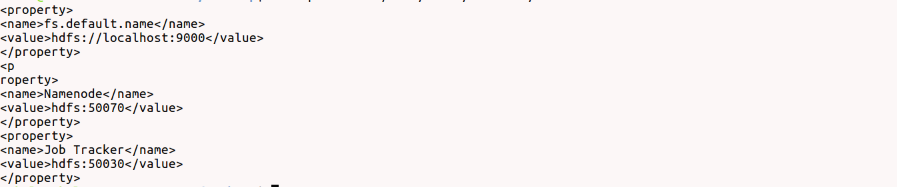 <property>
<name>fs.default.name</name>
<value>hdfs://localhost:9000</value>
</property>
<p
roperty>
<name>Namenode</name>
<value>hdfs:50070</value>
</property>
<property>
<name>Job Tracker</name>
<value>hdfs:50030</value>
</property>